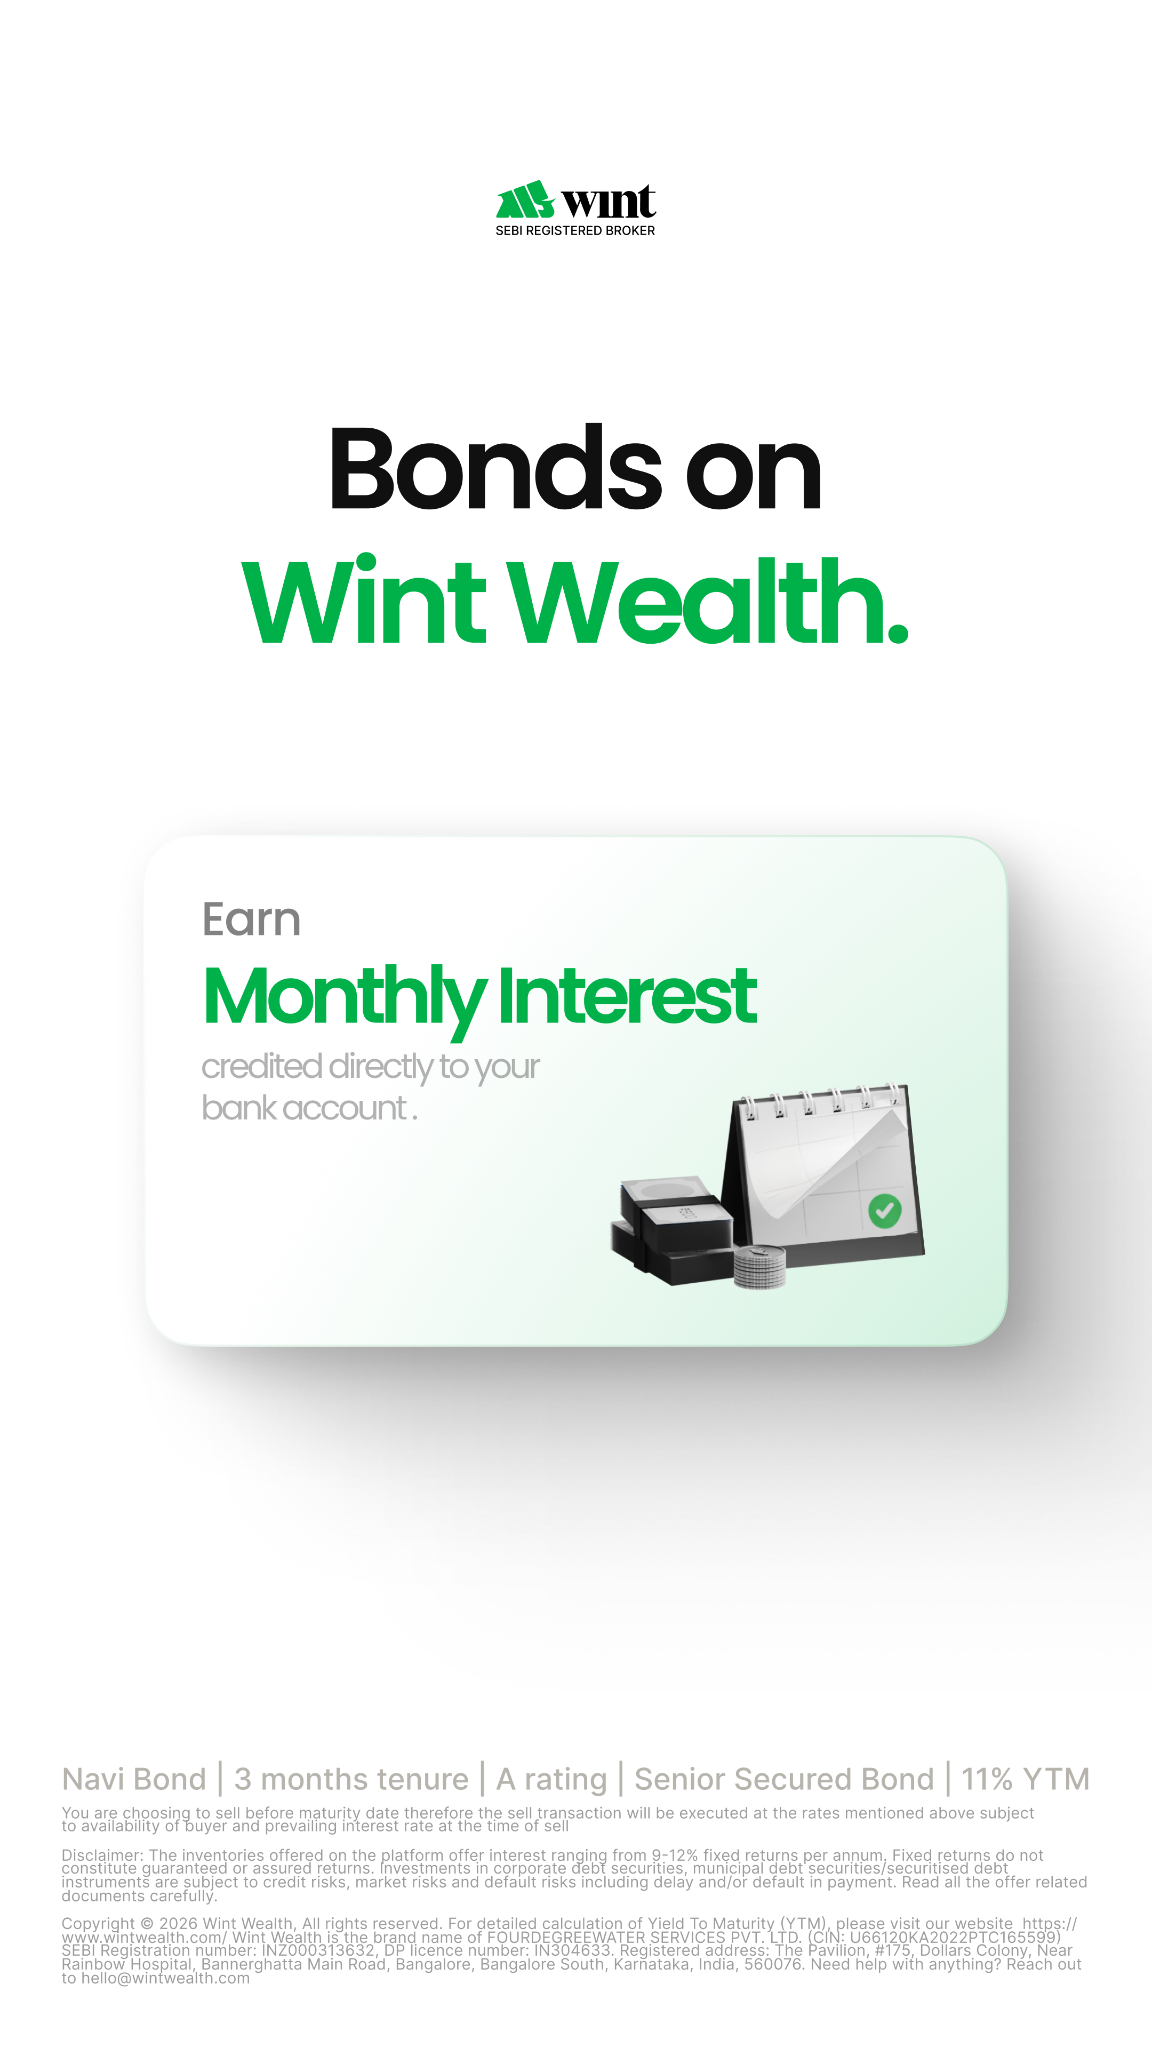 wint
SEBI REGISTERED BROKER
Bonds on
Wint Wealth.
Earn
Monthly Interest
credited directly to your
bank account .
Navi Bond | 3 months tenure | A rating | Senior Secured Bond | 11% YTM
You are choosing to sell before maturity date therefore the sell transaction will be executed at the rates mentioned above subject
to availability of buyer and prevailing interest rate at the time of sell
Disclaimer: The inventories offered on the platform offer interest ranging from 9-12% fixed returns per annum. Fixed returns do not
constitute guaranteed or assured returns. Investments in corporate debt securities, municipal debt securities/securitised debt
instruments are subject to credit risks, market risks and default risks including delay and/or default in payment. Read all the offer related
documents carefully.
Copyright © 2026 Wint Wealth, All rights reserved. For detailed calculation of Yield To Maturity (YTM), please visit our website  https://
www.wintwealth.com/ Wint Wealth is the brand name of FOURDEGREEWATER SERVICES PVT. LTD. (CIN: U66120KA2022PTC165599)
SEBI Registration number: INZ000313632, DP licence number: IN304633. Registered address: The Pavilion, #175, Dollars Colony, Near
Rainbow Hospital, Bannerghatta Main Road, Bangalore, Bangalore South, Karnataka, India, 560076. Need help with anything? Reach out
to hello@wintwealth.com